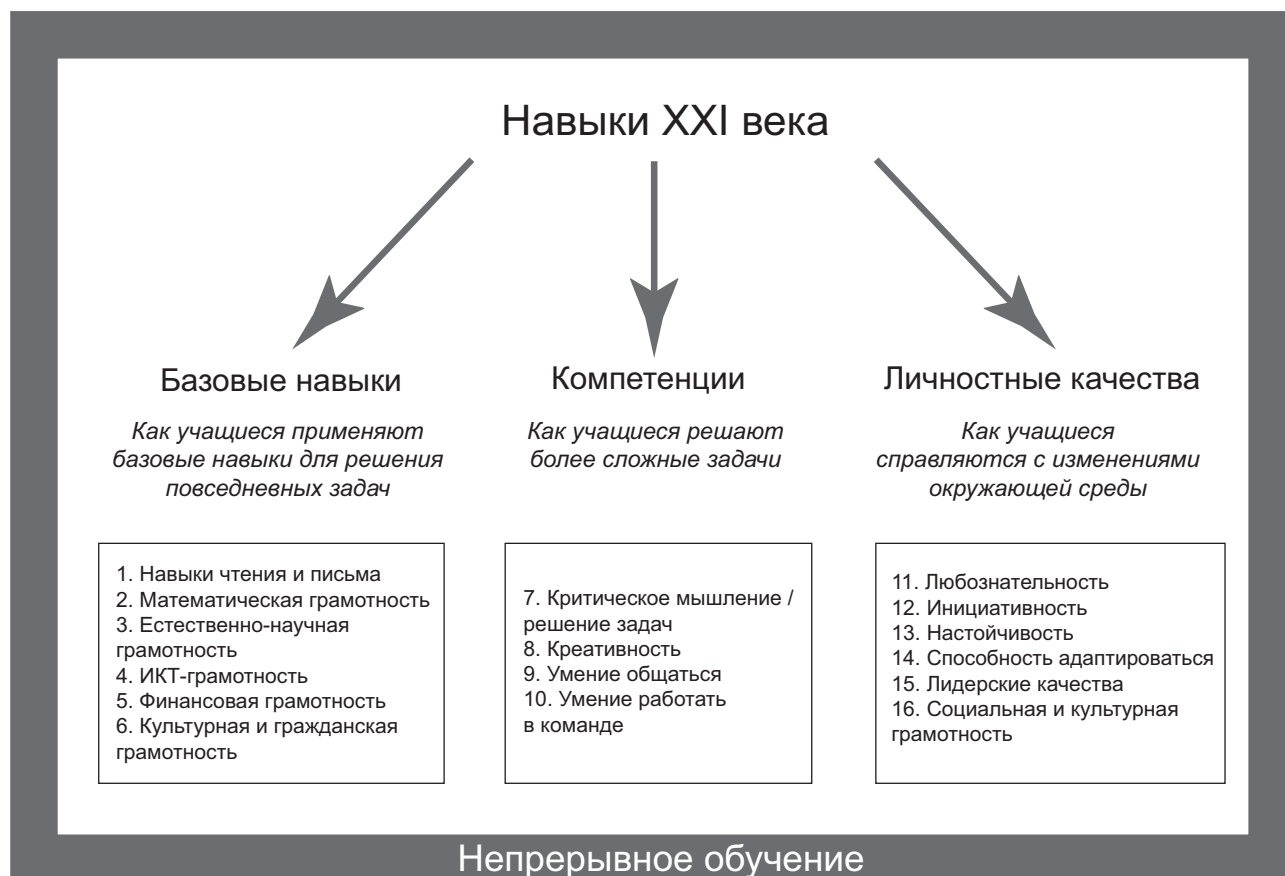 Навыки XXI века
Базовые навыки
Как учащиеся применяют
базовые навыки для решения
повседневных задач
1. Навыки чтения и письма
2. Математическая грамотность
3. Естественно-научная
грамотность
4. ИКТ-грамотность
5. Финансовая грамотность
6. Культурная и гражданская
грамотность
Компетенции
Как учащиеся решают
более сложные задачи
7. Критическое мышление /
решение задач
8. Креативность
9. Умение общаться
10. Умение работать
в команде
Личностные качества
Как учащиеся
справляются с изменениями
окружающей среды
11. Любознательность
12. Инициативность
13. Настойчивость
14. Способность адаптироваться
15. Лидерские качества
16. Социальная и культурная
грамотность
Непрерывное обучение